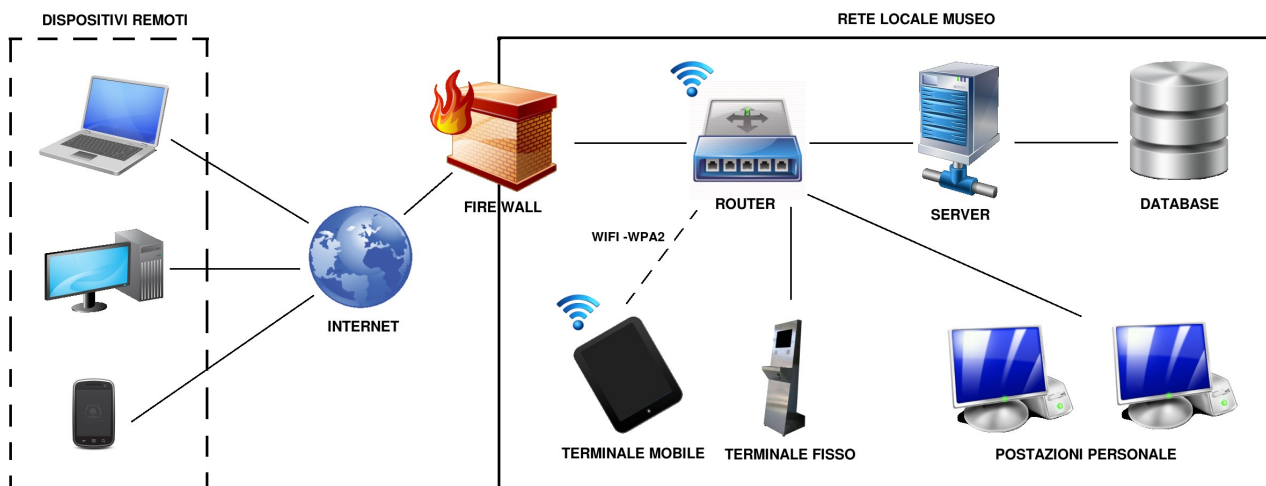 DISPOSITIVI REMOTI
RETE LOCALE MUSEO
FIRE WALL
ROUTER
SERVER
DATABASE
WIFI -WPA2
INTERNET
TERMINALE MOBILE
TERMINALE FISSO
POSTAZIONI PERSONALE